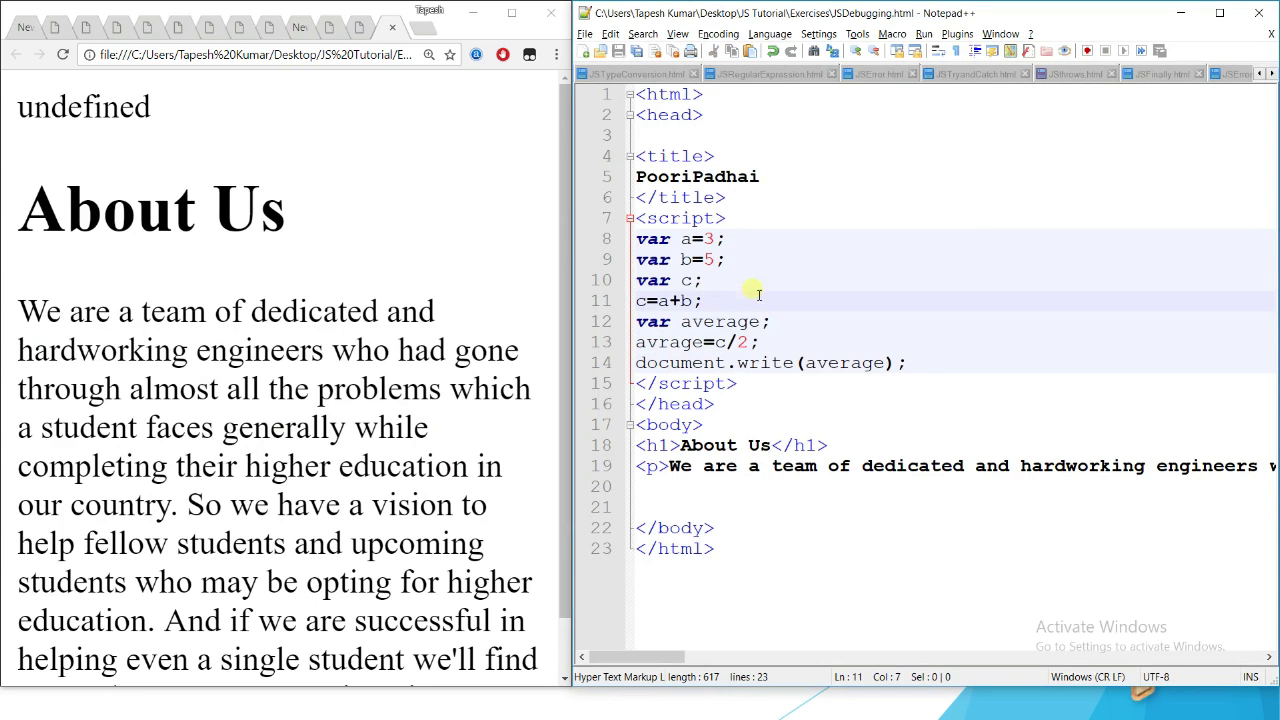 Tapesh
New
New
file:///C:/Users/Tapesh%20Kumar/Desktop/JS%20Tutorial/E...
undefined
About Us
We are a team of dedicated and
hardworking engineers who had gone
through almost all the problems which
a student faces generally while
completing their higher education in
our country. So we have a vision to
help fellow students and upcoming
students who may be opting for higher
education. And if we are successful in
helping even a single student we'll find
C:\Users\Tapesh Kumar\Desktop\JS Tutorial\Exercises\JSDebugging.html - Notepad++
File Edit Search View Encoding Language Settings Tools Macro Run Plugins Window ? X
JSTypeConversion.html JSRegularExpression.html JSError.html JSTryandCatch.html JSthrows.html JSFinally.html JSError
1 <html>
2 <head>
3
4 <title>
5 PooriPadhai
6 </title>
7 <script>
8 var a=3;
9 var b=5;
10 var c;
11 c=a+b;
12 var average;
13 avrage=c/2;
14 document.write(average);
15 </script>
16 </head>
17 <body>
18 <h1>About Us</h1>
19 <p>We are a team of dedicated and hardworking engineers w
20
21
22 </body>
23 </html>
Activate Windows
Go to Settings to activate Windows.
Hyper Text Markup L length : 617 lines : 23 Ln : 11 Col : 7 Sel : 0 | 0 Windows (CR LF) UTF-8 INS